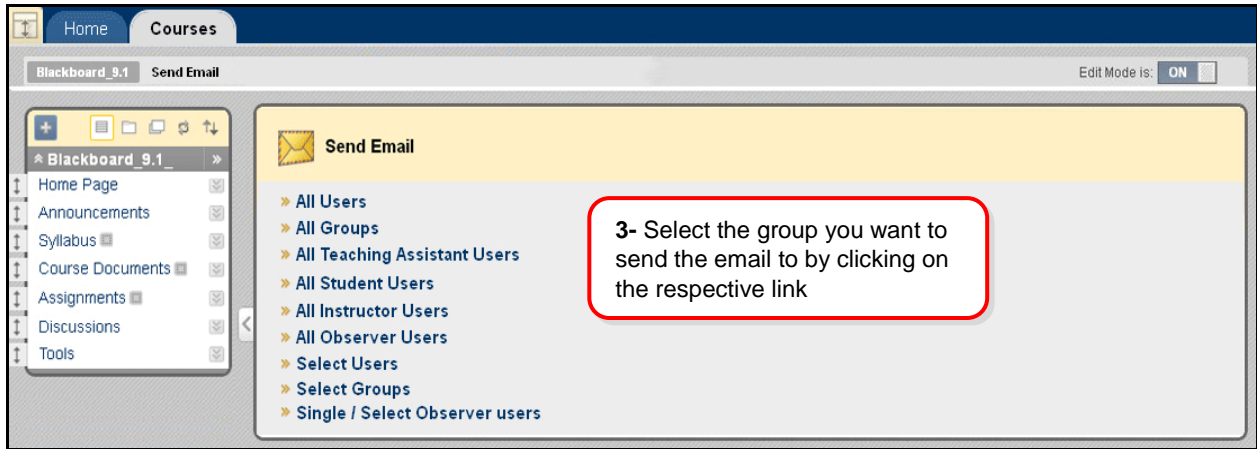 Home Courses
Blackboard_9.1 Send Email Edit Mode is: ON
Blackboard_9.1_
Home Page
Announcements
Syllabus
Course Documents
Assignments
Discussions
Tools
Send Email
All Users
All Groups
All Teaching Assistant Users
All Student Users
All Instructor Users
All Observer Users
Select Users
Select Groups
Single / Select Observer users
3- Select the group you want to
send the email to by clicking on
the respective link